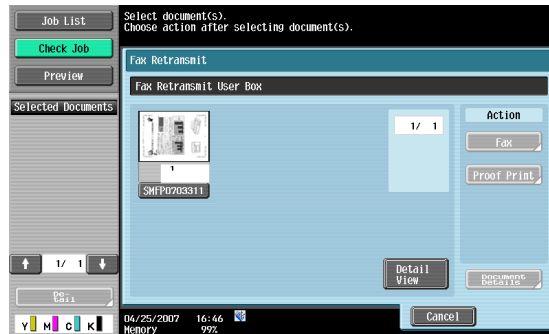 Job List
Check Job
Preview
Selected Documents
1/ 1
De-
tail
Y M C K
Select document(s).
Choose action after selecting document(s).
Fax Retransmit
Fax Retransmit User Box
1
SMFP0703311
1/ 1
Detail
View
Action
Fax
Proof Print
Document
Details
04/25/2007 16:46
Memory 99%
Cancel